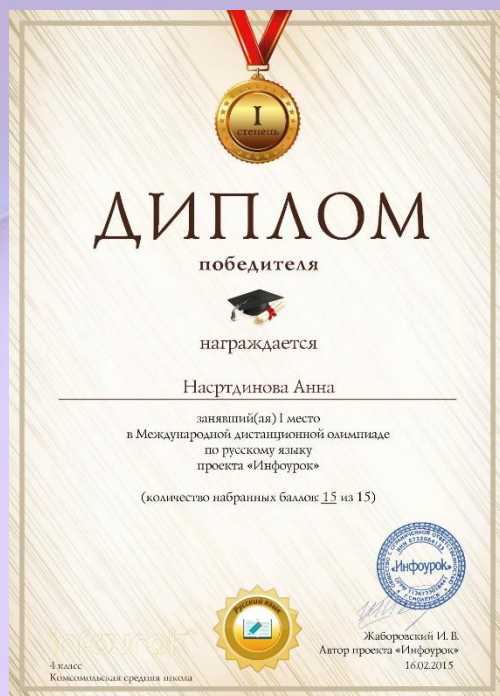 I
степень
ДИПЛОМ
победителя
награждается
Насртдинова Анна
занявший(ая) I место
в Международной дистанционной олимпиаде
по русскому языку
проекта «Инфоурок»
(количество набранных баллов: 15 из 15)
«Инфоурок»
Русский язык
Жаборовский И. В.
Автор проекта «Инфоурок»
16.02.2015
4 класс
Комсомольская средняя школа